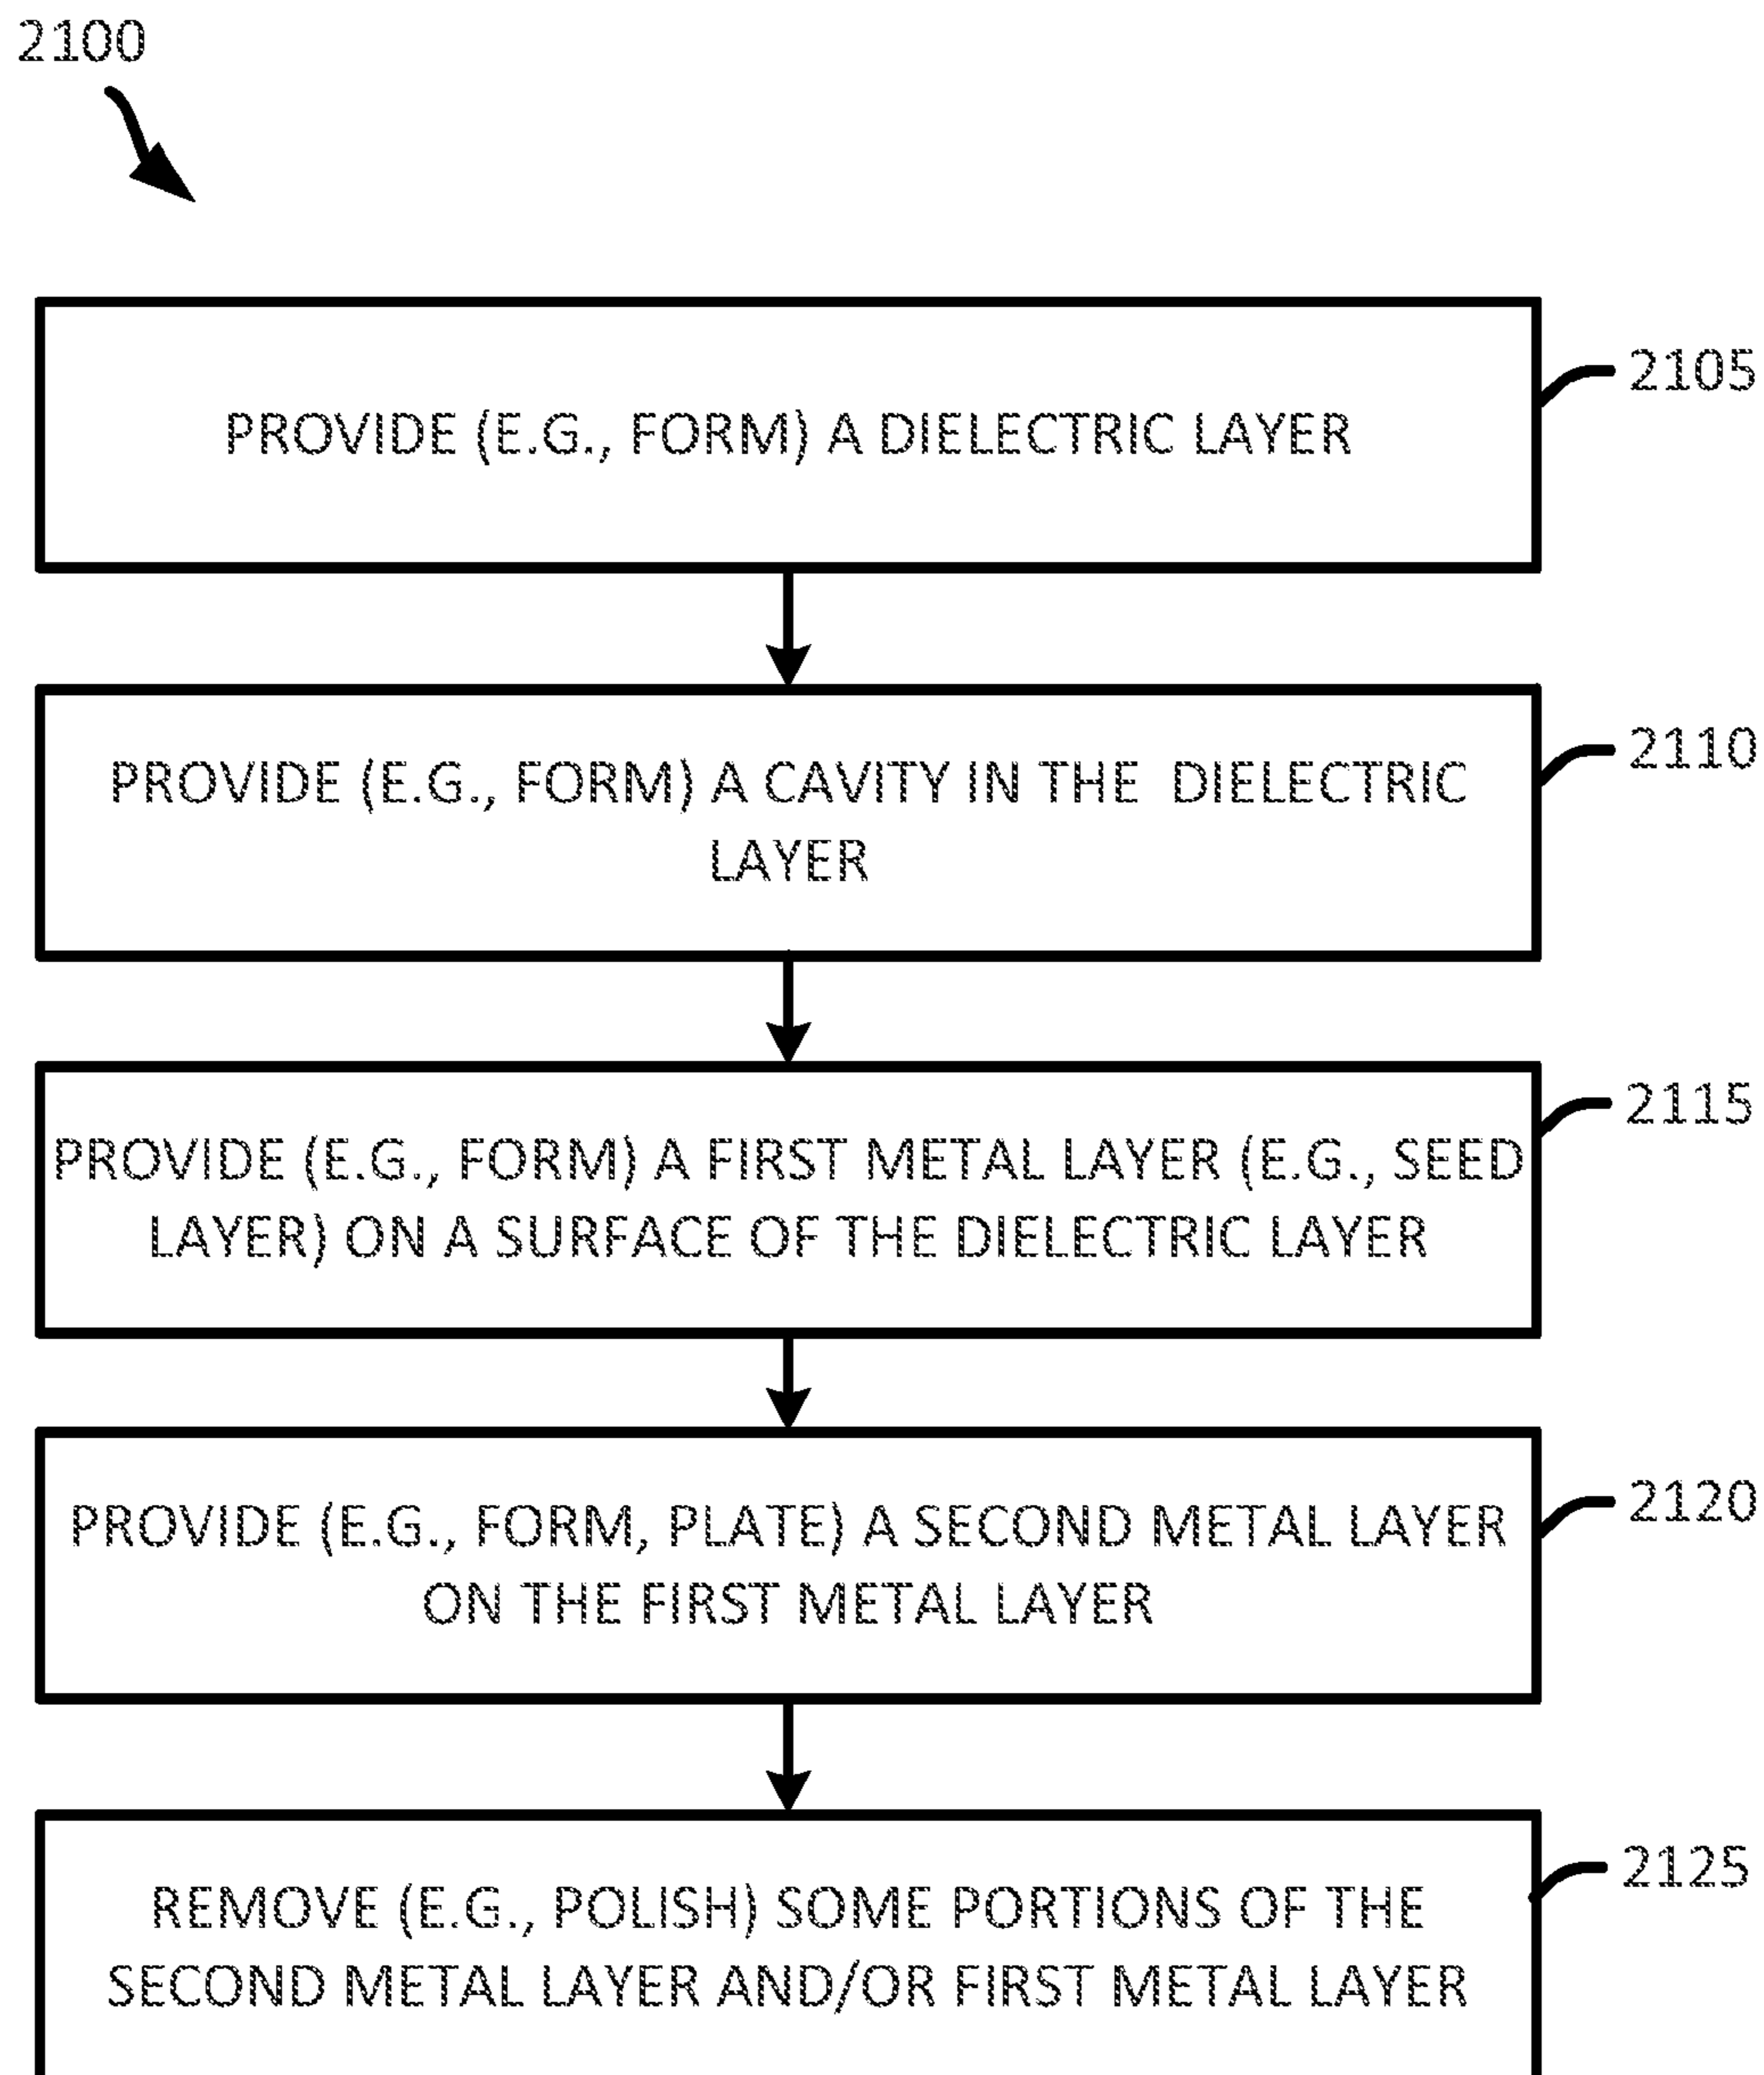 2100
PROVIDE (E.G., FORM) A DIELECTRIC LAYER
2105
PROVIDE (E.G., FORM) A CAVITY IN THE DIELECTRIC
LAYER
2110
PROVIDE (E.G., FORM) A FIRST METAL LAYER (E.G., SEED
LAYER) ON A SURFACE OF THE DIELECTRIC LAYER
2115
PROVIDE (E.G., FORM, PLATE) A SECOND METAL LAYER
ON THE FIRST METAL LAYER
2120
REMOVE (E.G., POLISH) SOME PORTIONS OF THE
SECOND METAL LAYER AND/OR FIRST METAL LAYER
2125